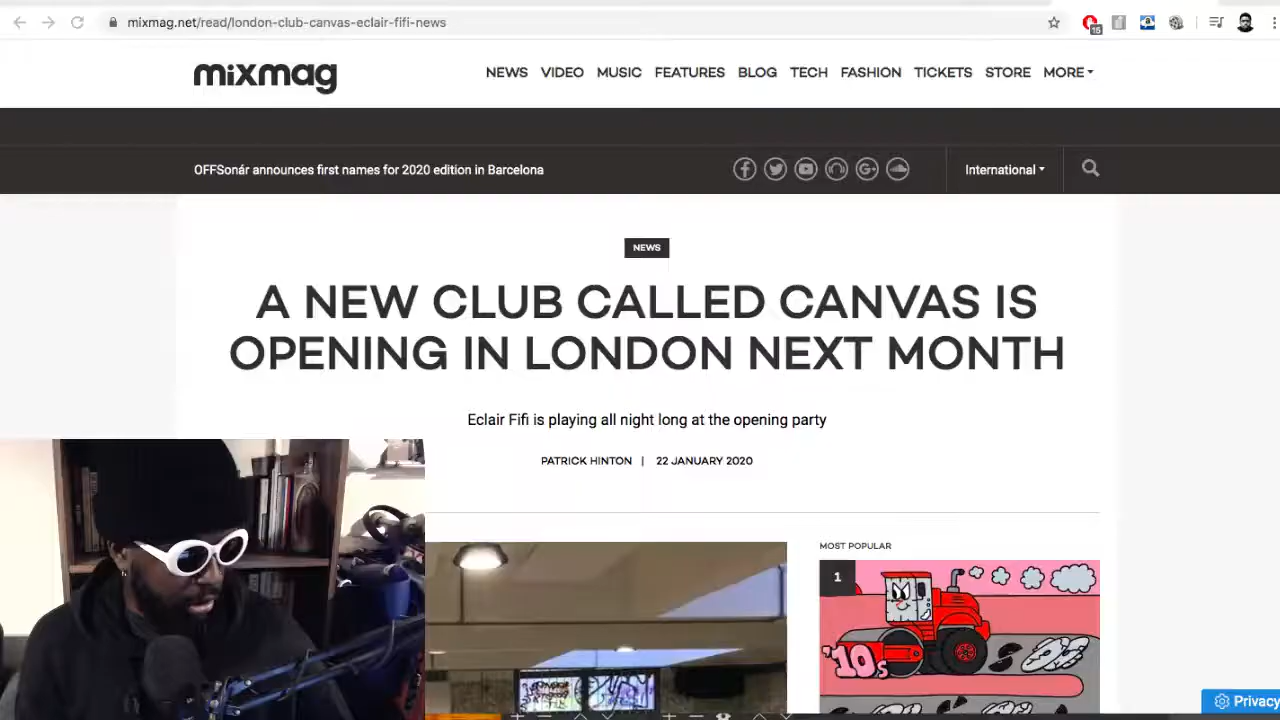 mixmag.net/read/london-club-canvas-eclair-fifi-news
15
mixmag
NEWS VIDEO MUSIC FEATURES BLOG TECH FASHION TICKETS STORE MORE
OFFSonár announces first names for 2020 edition in Barcelona
International
NEWS
A NEW CLUB CALLED CANVAS IS
OPENING IN LONDON NEXT MONTH
Eclair Fifi is playing all night long at the opening party
PATRICK HINTON | 22 JANUARY 2020
MOST POPULAR
1
'10s
Privacy